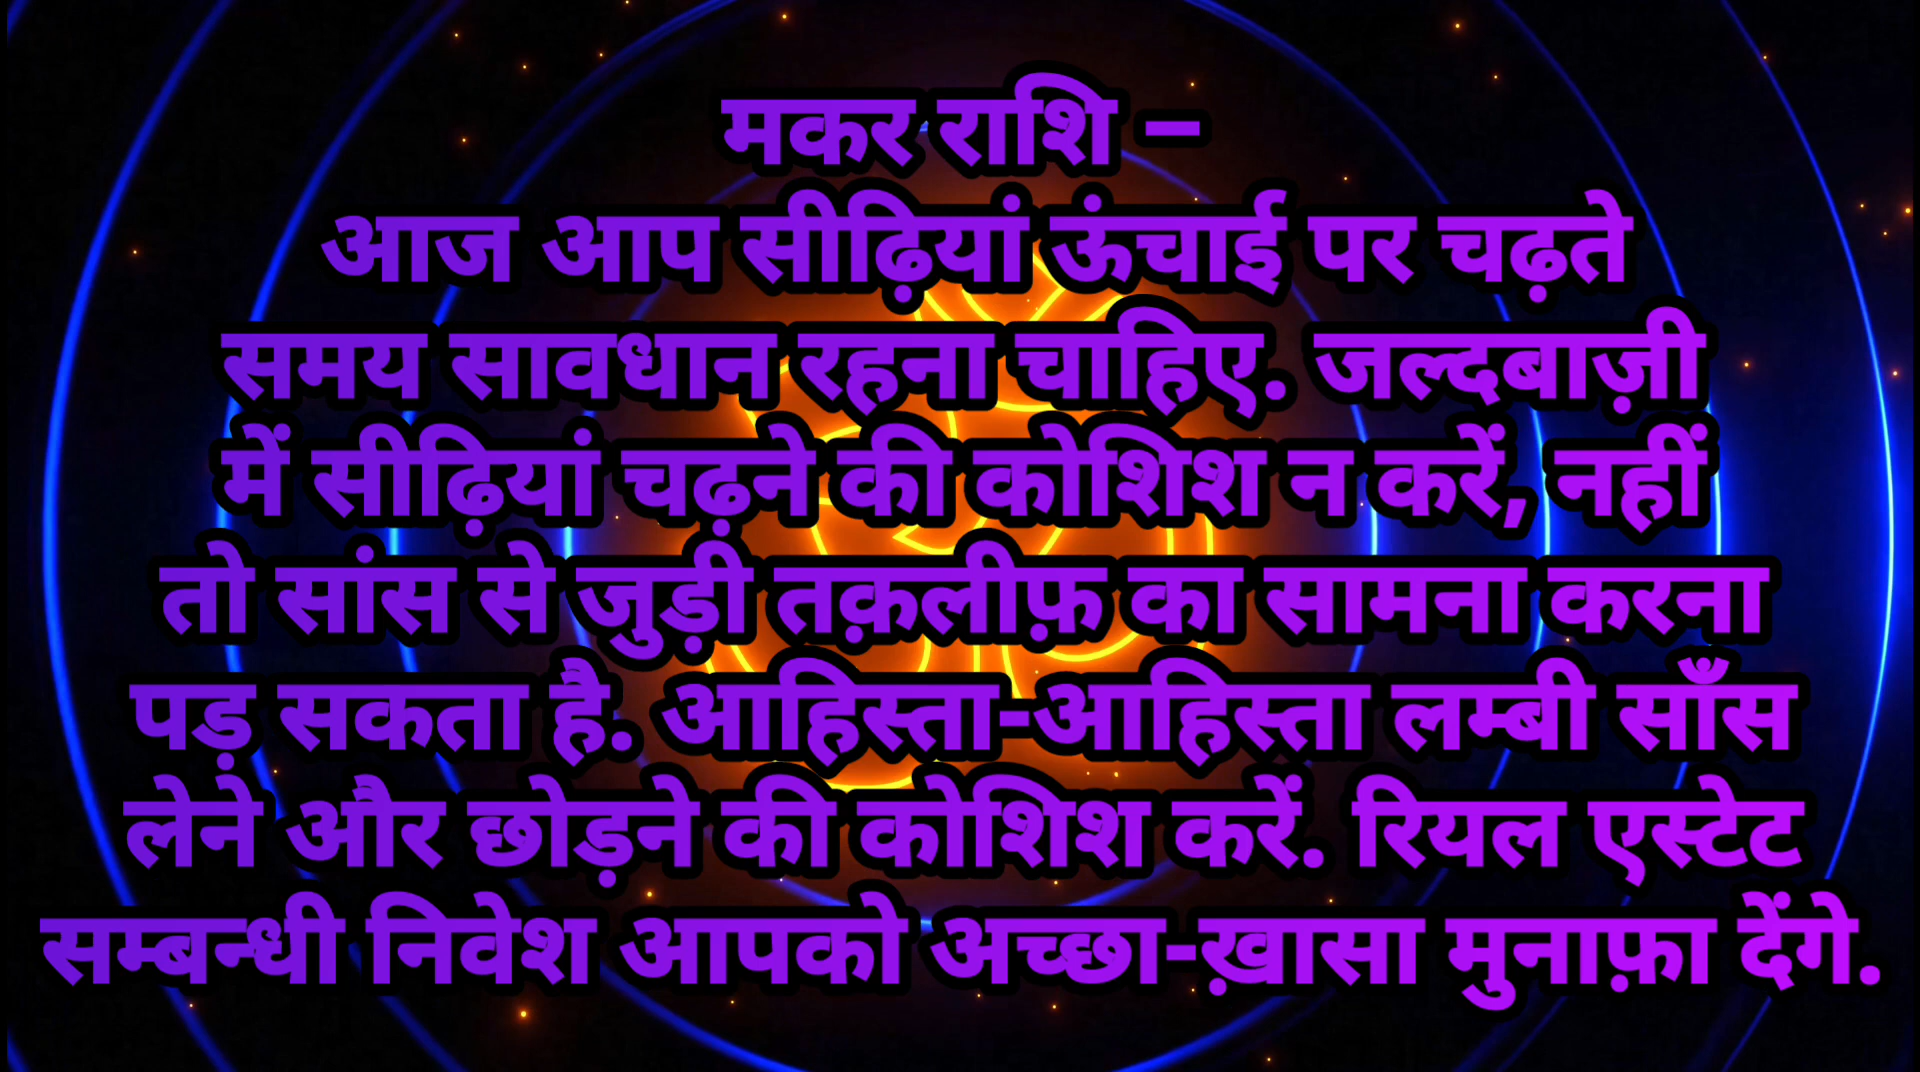 मकर राशि –
आज आप सीढ़ियां ऊंचाई पर चढ़ते
समय सावधान रहना चाहिए. जल्दबाज़ी
में सीढ़ियां चढ़ने की कोशिश न करें, नहीं
तो सांस से जुड़ी तक़लीफ़ का सामना करना
पड़ सकता है. आहिस्ता-आहिस्ता लम्बी साँस
लेने और छोड़ने की कोशिश करें. रियल एस्टेट
सम्बन्धी निवेश आपको अच्छा-ख़ासा मुनाफ़ा देंगे.